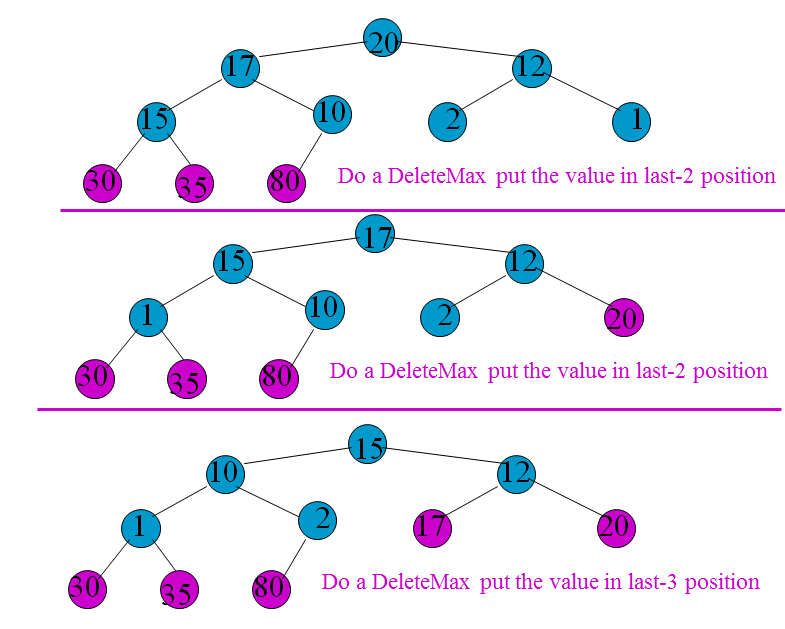 20
17 12
15 10 2 1
30 35 80
Do a DeleteMax put the value in last-2 position
17
15 12
1 10 2 20
30 35 80
Do a DeleteMax put the value in last-2 position
15
10 12
1 2 17 20
30 35 80
Do a DeleteMax put the value in last-3 position